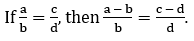 If a/b = c/d, then a − b/b = c − d/d.